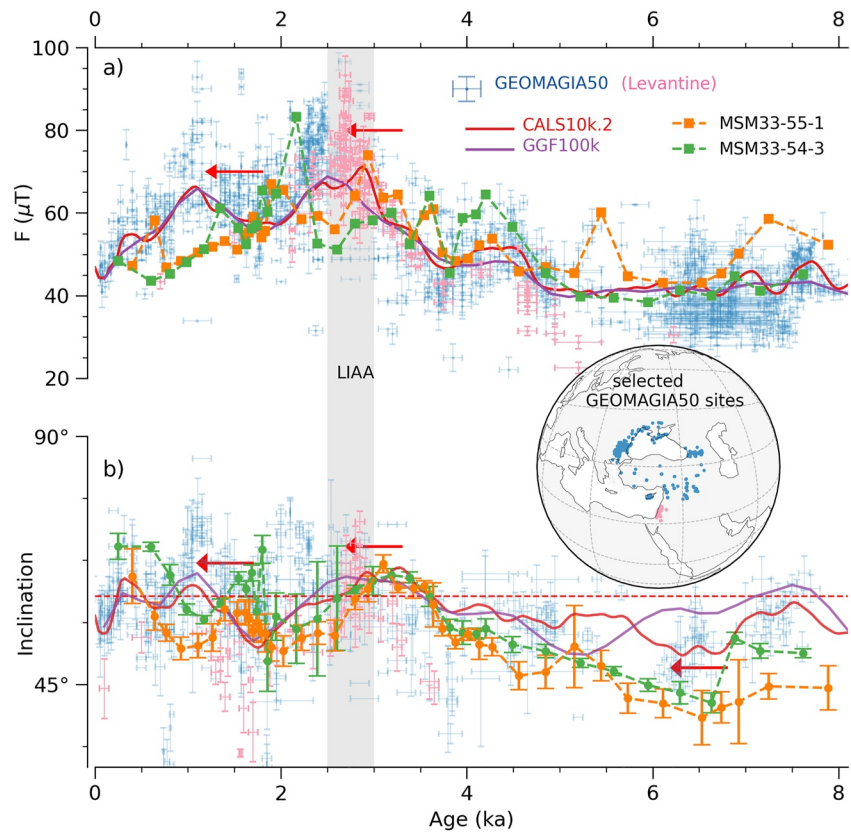 0 2 4 6 8
100
a)
GEOMAGIA50 (Levantine)
80
CALS10k.2 MSM33-55-1
GGF100k MSM33-54-3
F (μT)
60
40
20
LIAA
selected
GEOMAGIA50 sites
90°
b)
Inclination
45°
0 2 4 6 8
Age (ka)